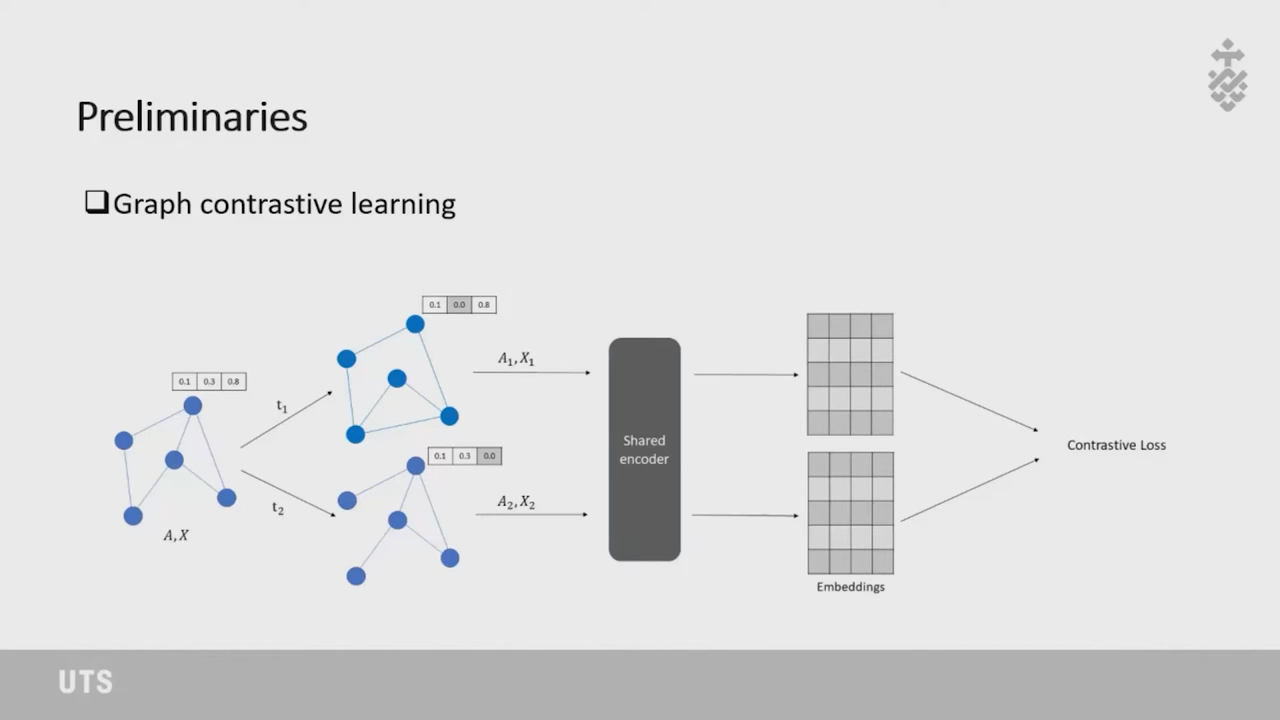 Preliminaries
❑Graph contrastive learning
0.1 0.0 0.8
0.1 0.3 0.8
t₁
A₁, X₁
Shared
encoder
Contrastive Loss
0.1 0.3 0.0
t₂
A₂, X₂
A, X
Embeddings
UTS